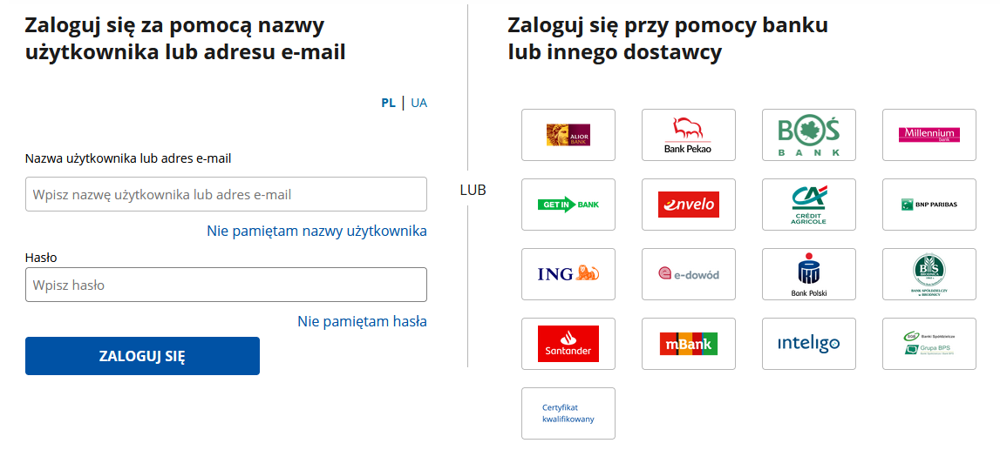 Zaloguj się za pomocą nazwy
użytkownika lub adresu e-mail
PL | UA
Nazwa użytkownika lub adres e-mail
Wpisz nazwę użytkownika lub adres e-mail
Nie pamiętam nazwy użytkownika
Hasło
Wpisz hasło
Nie pamiętam hasła
ZALOGUJ SIĘ
LUB
Zaloguj się przy pomocy banku
lub innego dostawcy
ALIOR
BANK
Bank Pekao
BOŚ
BANK
Millennium
bank
GET IN BANK
envelo
CA
CRÉDIT
AGRICOLE
BNP PARIBAS
ING
e-dowód
PKO
Bank Polski
BS
BRODNICA
BANK SPÓŁDZIELCZY
w BRODNICY
Santander
mBank
inteligo
SGB Banki Spółdzielcze
Grupa BPS
Certyfikat
kwalifikowany